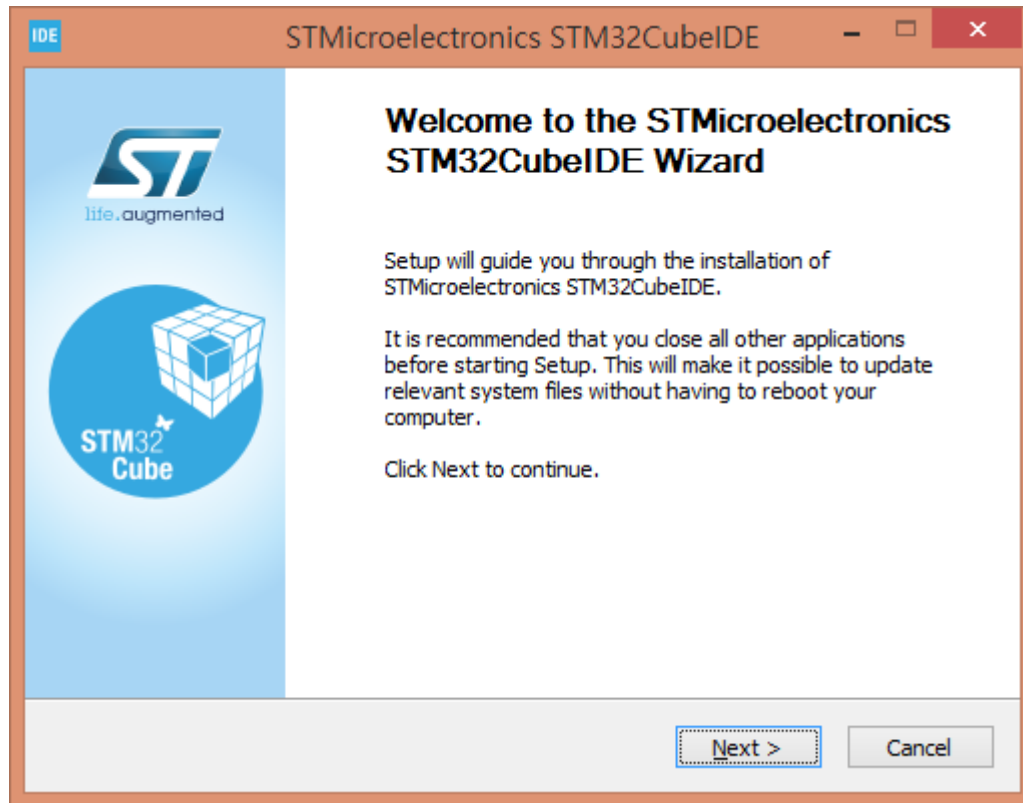 IDE
STMicroelectronics STM32CubeIDE
ST
life.augmented
STM32
Cube
Welcome to the STMicroelectronics
STM32CubeIDE Wizard
Setup will guide you through the installation of
STMicroelectronics STM32CubeIDE.
It is recommended that you close all other applications
before starting Setup. This will make it possible to update
relevant system files without having to reboot your
computer.
Click Next to continue.
Next >
Cancel